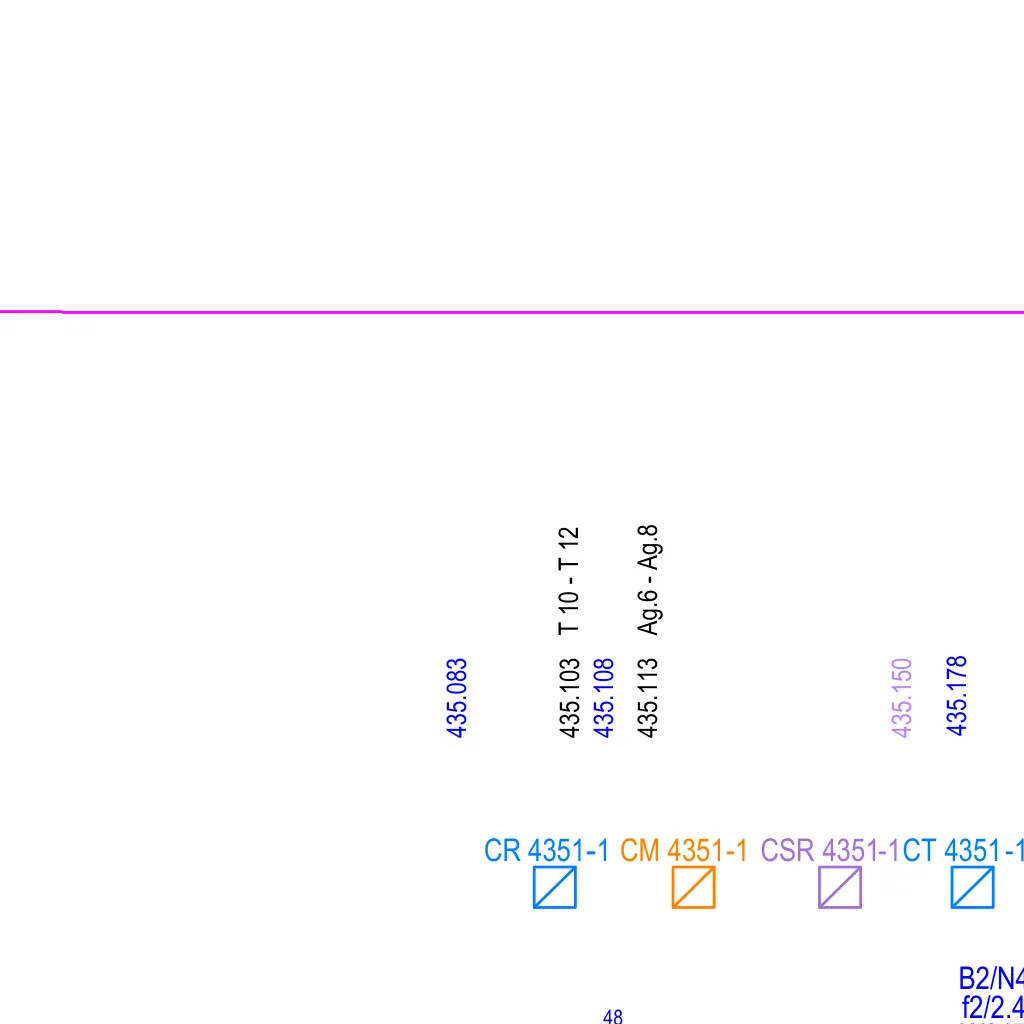 T 10 - T 12
Ag.6 - Ag.8
435.083
435.103
435.108
435.113
435.150
435.178
CR 4351-1
CM 4351-1
CSR 4351-1
CT 4351-1
B2/N4
f2/2.4
48